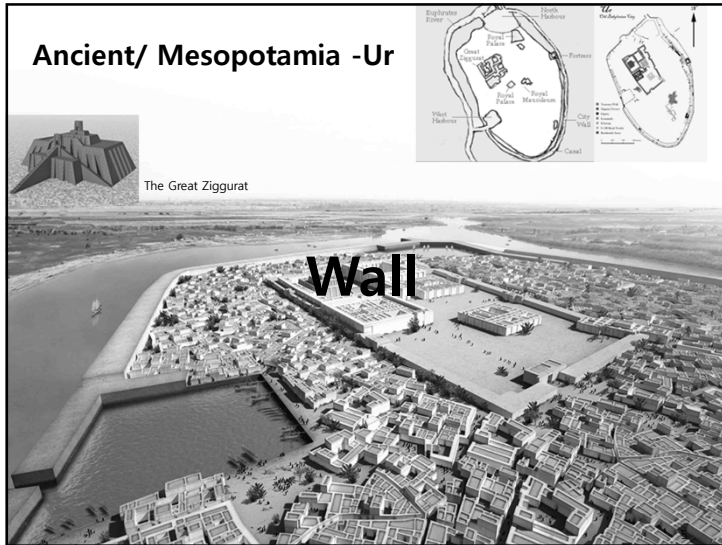 Ancient/ Mesopotamia -Ur
Euphrates
River
North
Harbour
Royal
Palace
Great
Ziggurat
Fortress
Royal
Palace
Royal
Mausoleum
West
Harbour
City
Wall
Canal
Ur
The Great Ziggurat
Wall